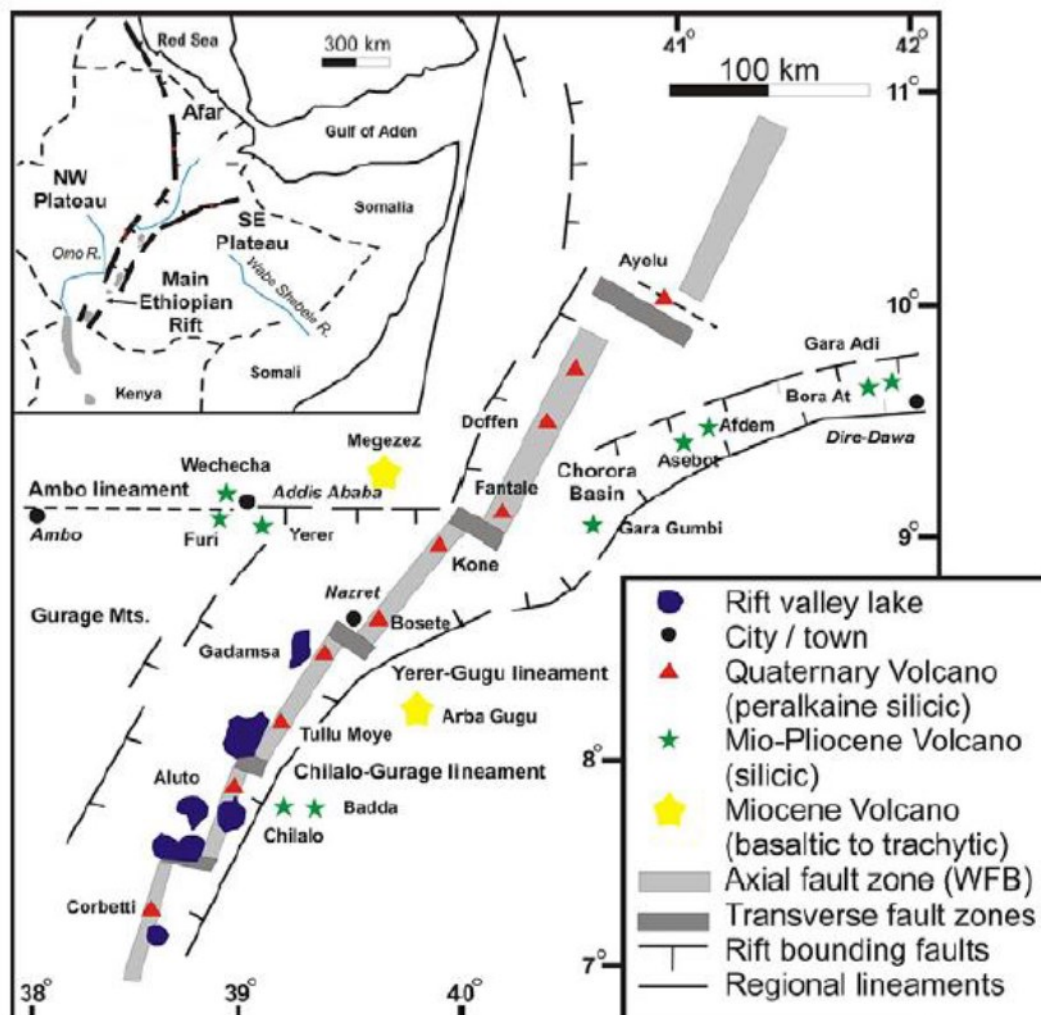 Red Sea
300 km
Afar
Gulf of Aden
NW
Plateau
Somalia
SE
Plateau
Omo R.
Wabe Shebele R.
Main
Ethiopian
Rift
Kenya
Somali
41°
42°
100 km
11°
Ayelu
10°
Gara Adi
Bora At
Dire-Dawa
Doffen
Afdem
Asebot
Megezez
Wechecha
Chorora
Basin
Ambo lineament
Addis Ababa
Fantale
Ambo
Furi
Yerer
Gara Gumbi
9°
Kone
Nazret
Gurage Mts.
Bosete
Gadamsa
Yerer-Gugu lineament
Arba Gugu
Tullu Moye
8°
Aluto
Chilalo-Gurage lineament
Badda
Chilalo
Corbetti
7°
38°
39°
40°
Rift valley lake
City / town
Quaternary Volcano
(peralkaine silicic)
Mio-Pliocene Volcano
(silicic)
Miocene Volcano
(basaltic to trachytic)
Axial fault zone (WFB)
Transverse fault zones
Rift bounding faults
Regional lineaments